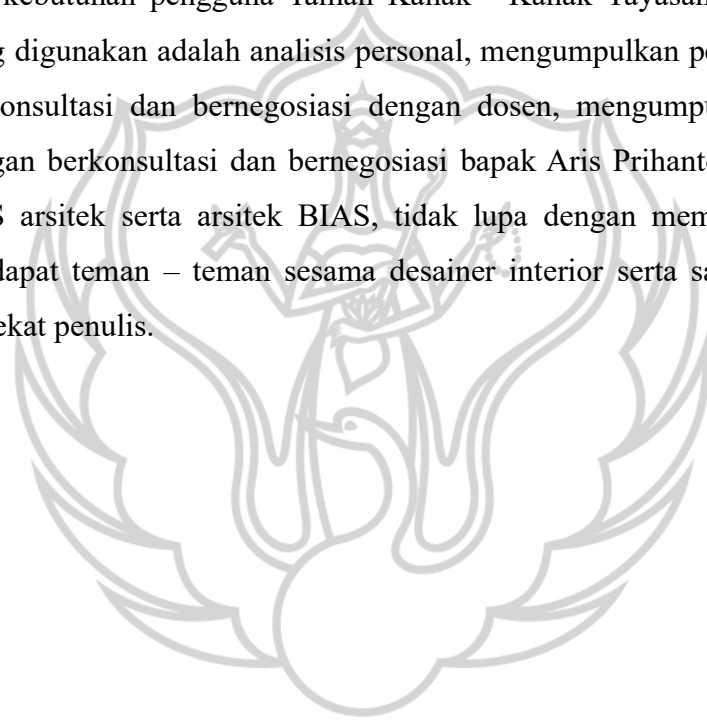 kebutuhan pengguna Taman Kanak - Kanak Yayasan
digunakan adalah analisis personal, mengumpulkan
onsultasi dan bernegosiasi dengan dosen, mengump
gan berkonsultasi dan bernegosiasi bapak Aris Prihant
S arsitek serta arsitek BIAS, tidak lupa dengan mem
dapat teman – teman sesama desainer interior serta sa
ekat penulis.